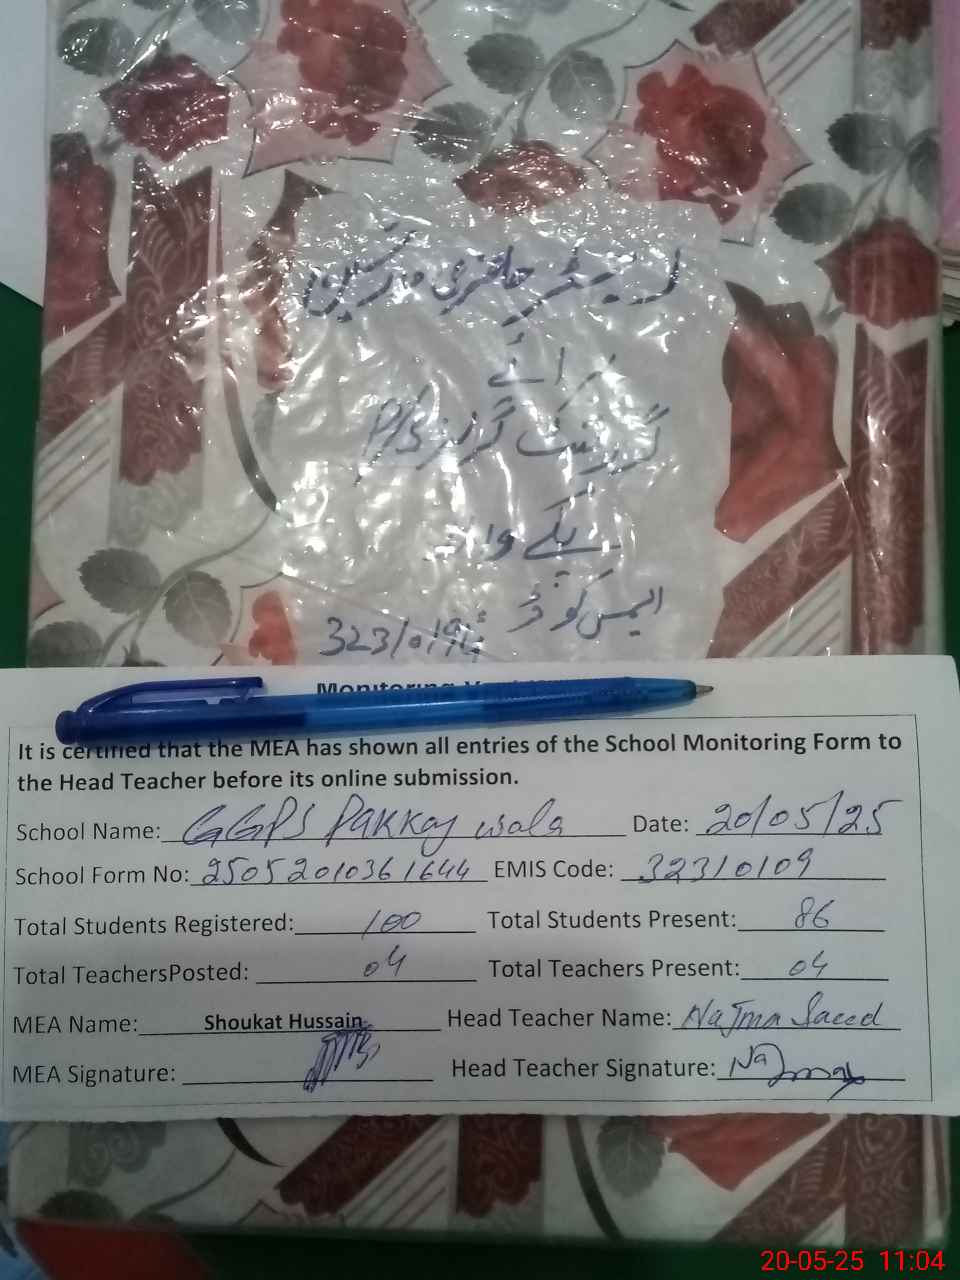 رجسٹر حاضری مدرسین
برائے
گورنمنٹ گرلز P/S
پکے والا
ایمس کوڈ
3231019
Monitoring V
It is certified that the MEA has shown all entries of the School Monitoring Form to
the Head Teacher before its online submission.
School Name: GGPS Pakkay wala Date: 20/05/25
School Form No: 25052010361644 EMIS Code: 32310109
Total Students Registered: 100 Total Students Present: 86
Total TeachersPosted: 04 Total Teachers Present: 04
MEA Name: Shoukat Hussain Head Teacher Name: Najma Saeed
MEA Signature: Head Teacher Signature: Najma
20-05-25 11:04